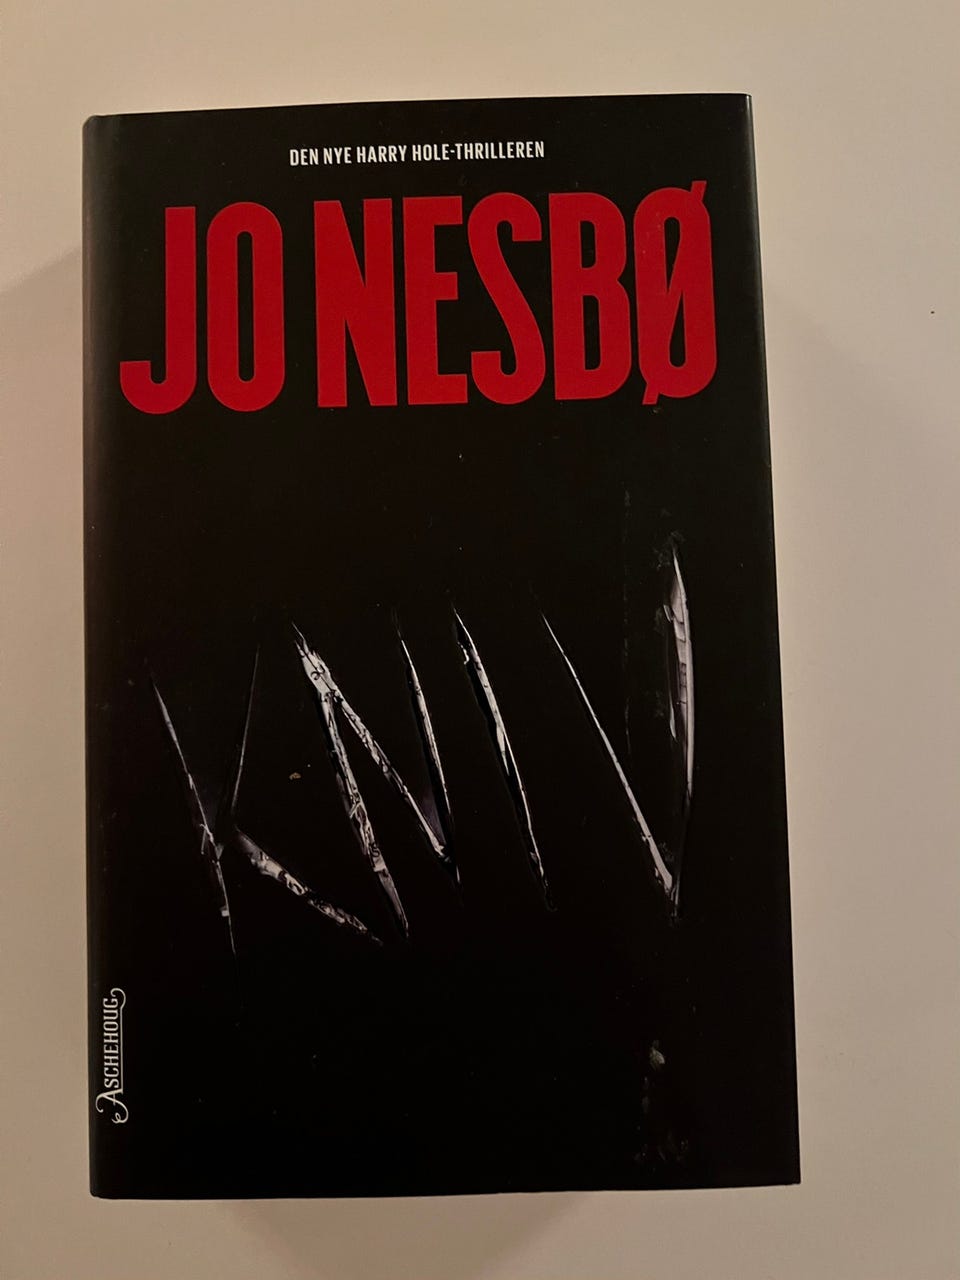 DEN NYE HARRY HOLE-THRILLEREN
JO NESBØ
KNIV
ASCHEHOUG